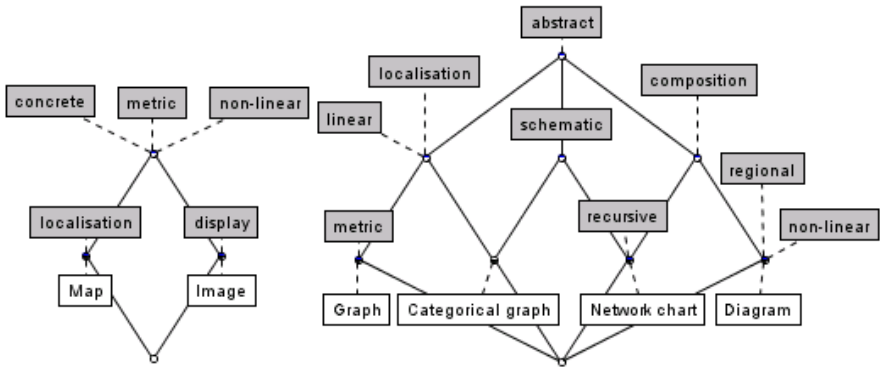 abstract
localisation
composition
concrete
metric
non-linear
linear
schematic
regional
localisation
display
metric
recursive
non-linear
Map
Image
Graph
Categorical graph
Network chart
Diagram